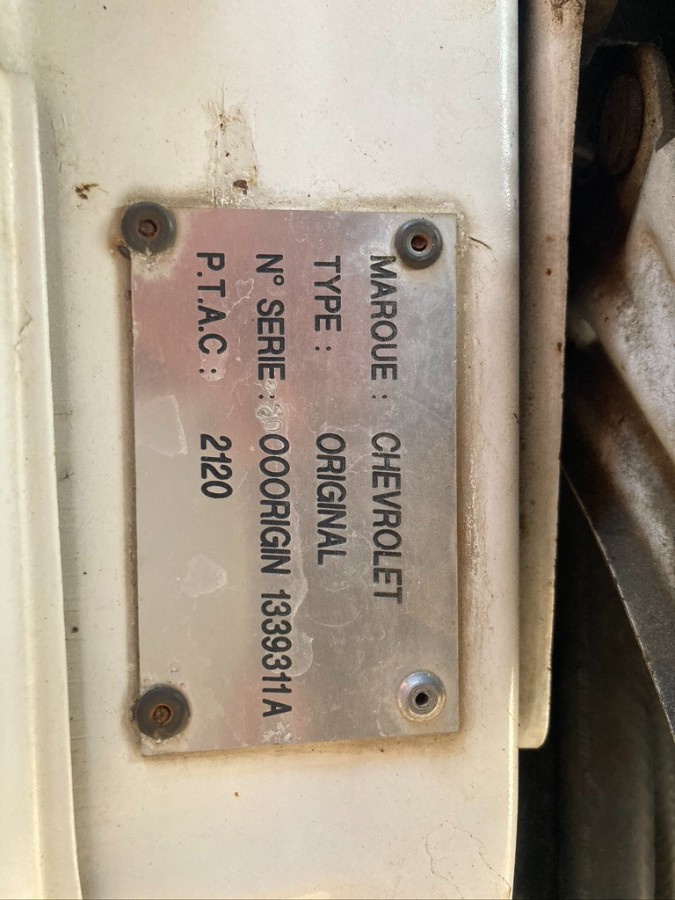 MARQUE : CHEVROLET
TYPE : ORIGINAL
N° SERIE : OOORIGIN 1339311A
P.T.A.C : 2120